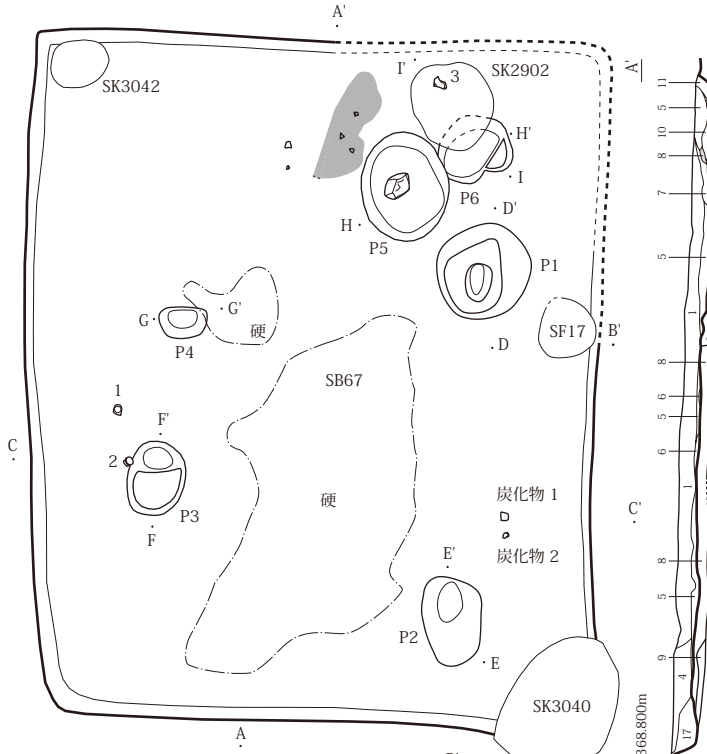 A'
SK3042
I'
3
SK2902
H'
I
P6
D'
H
P5
P1
G
G'
硬
P4
SF17
B'
D
SB67
1
F'
C
2
硬
P3
F
炭化物 1
炭化物 2
C'
E'
P2
E
SK3040
A
A'
11
5
10
8
7
5
1
8
6
5
6
1
8
5
9
4
17
368.800m